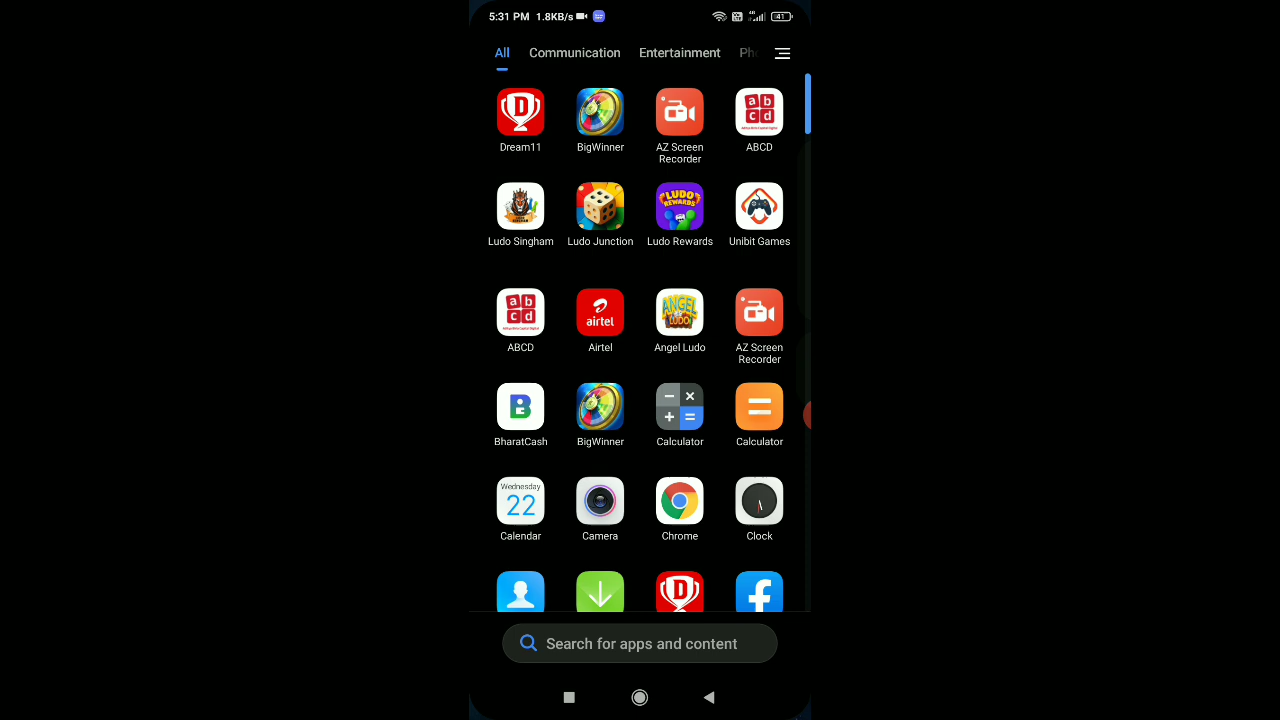 5:31 PM 1.8KB/s 41
All Communication Entertainment Ph
Dream11 BigWinner AZ Screen Recorder ABCD
Ludo Singham Ludo Junction Ludo Rewards Unibit Games
ABCD Airtel Angel Ludo AZ Screen Recorder
BharatCash BigWinner Calculator Calculator
Wednesday
22
Calendar Camera Chrome Clock
Search for apps and content